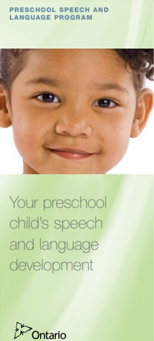 PRESCHOOL SPEECH AND
LANGUAGE PROGRAM
Your preschool
child's speech
and language
development
Ontario